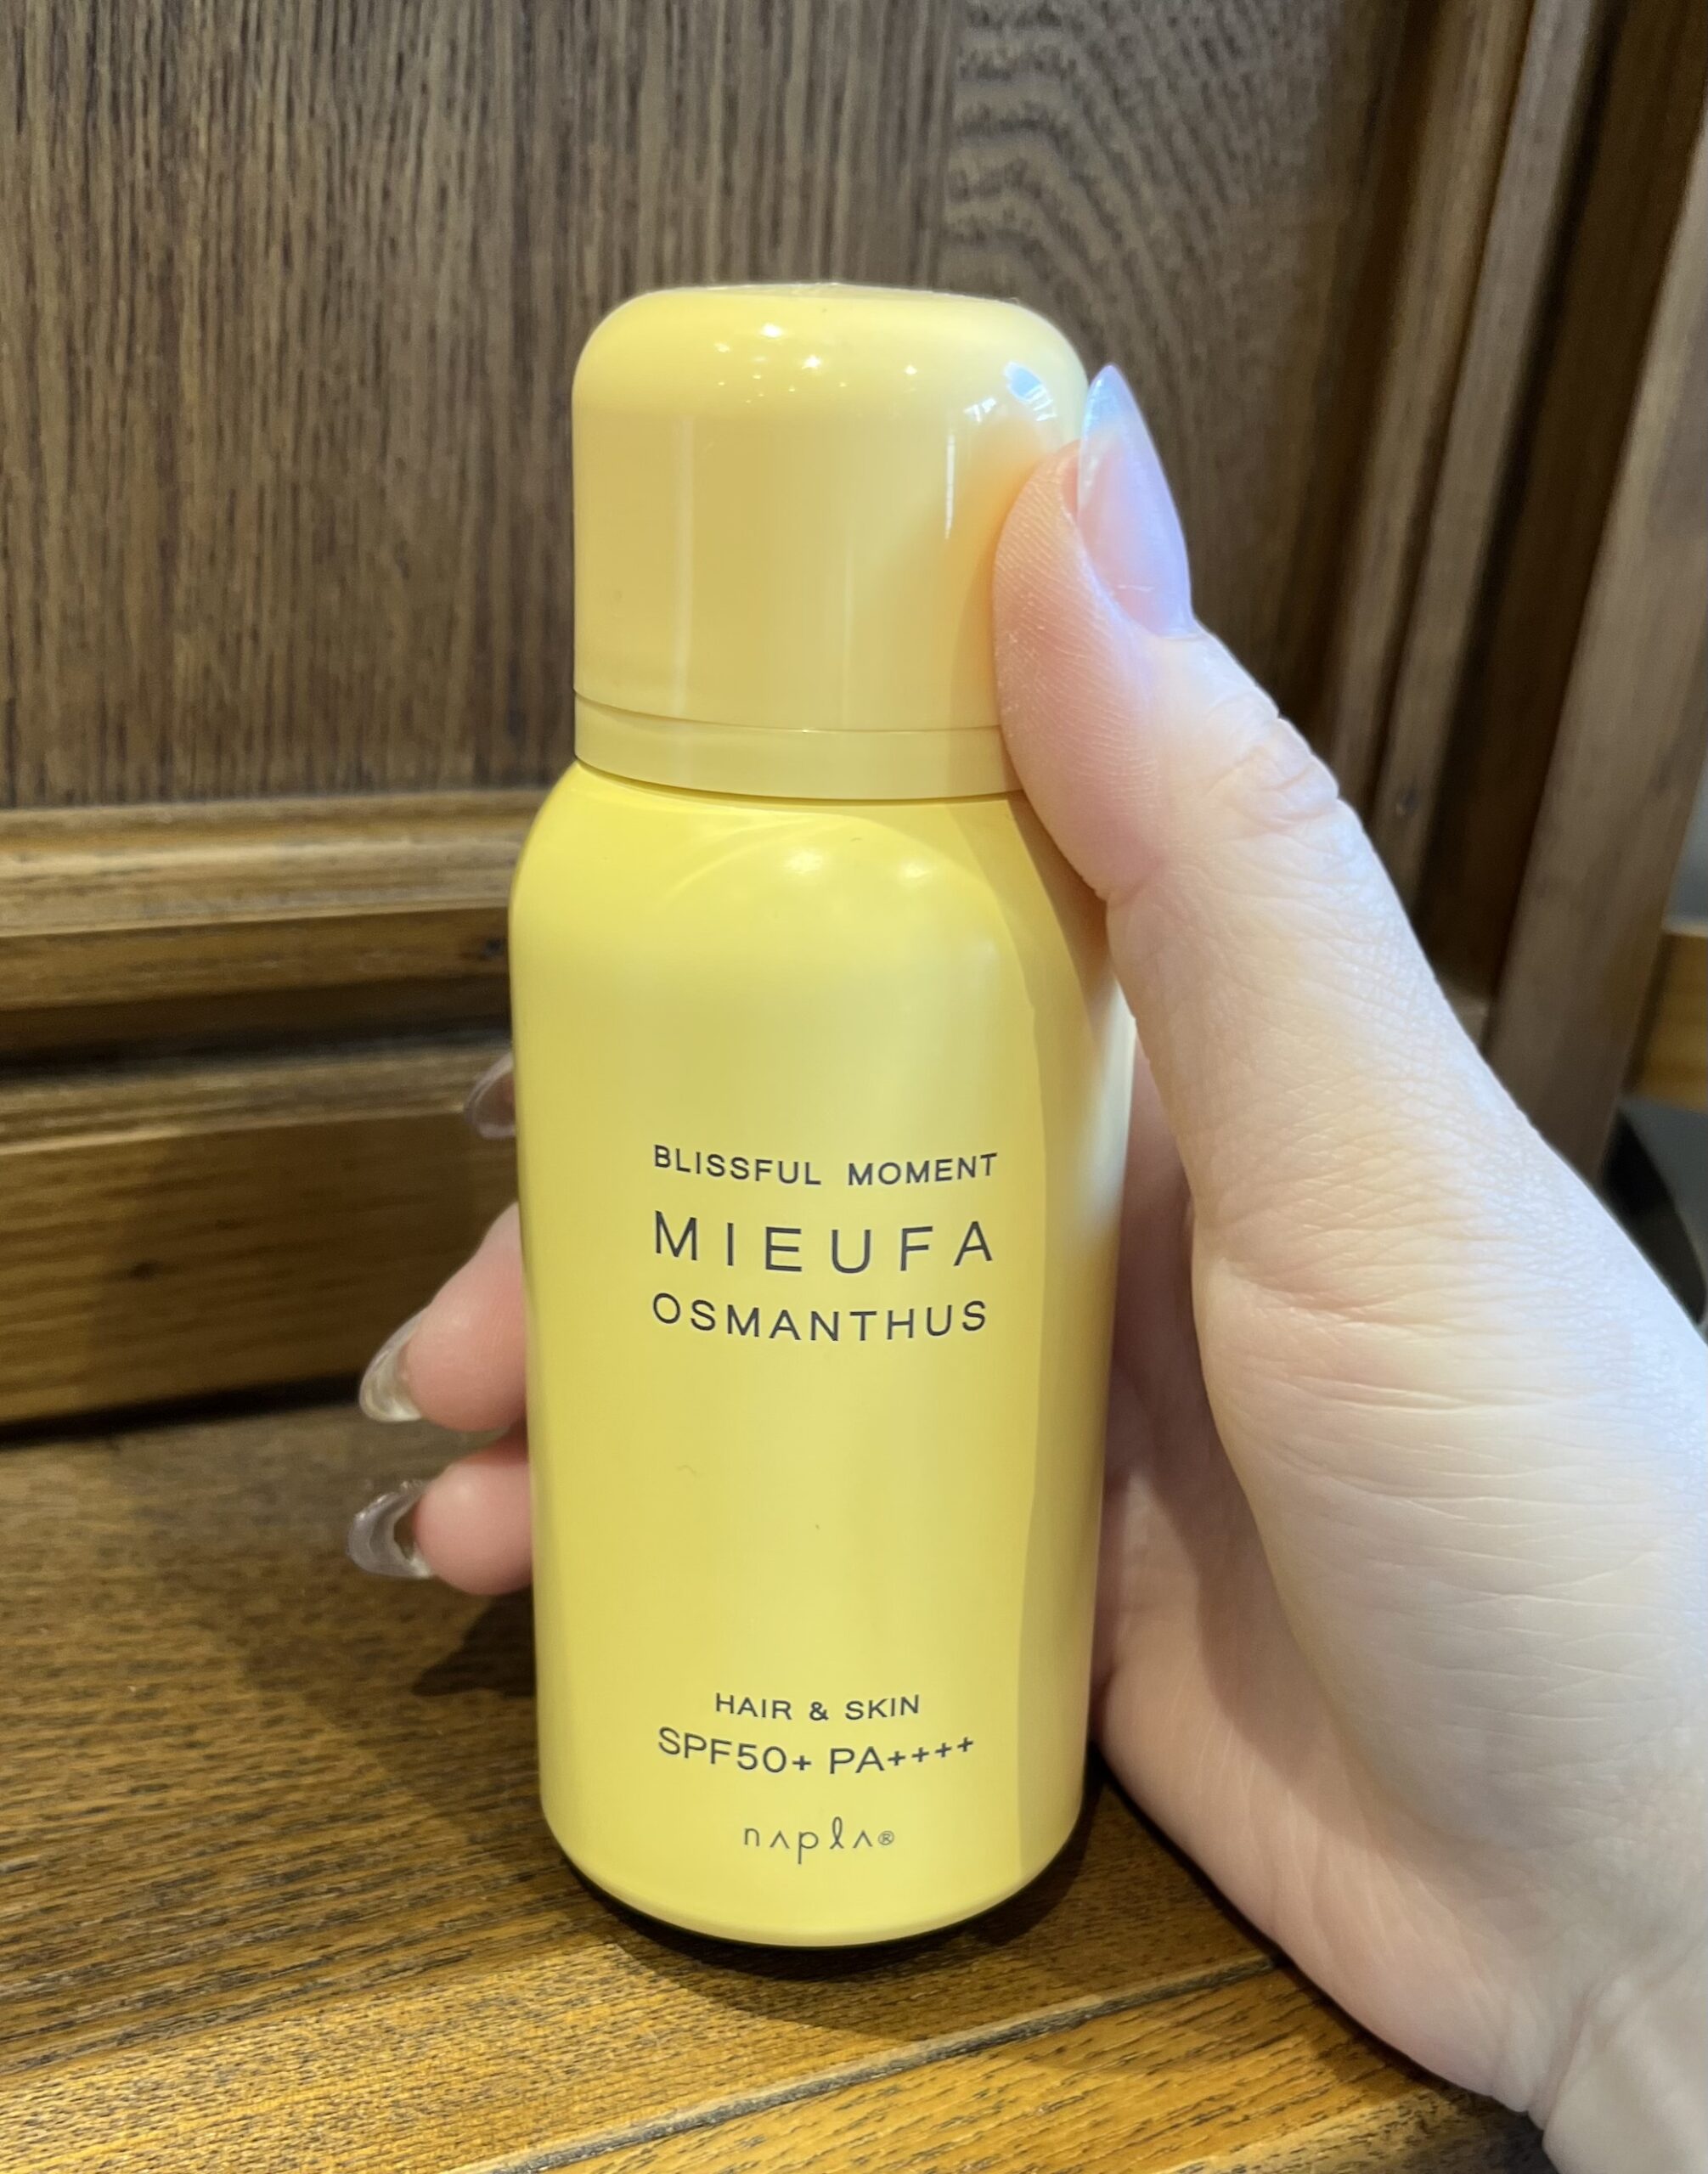 BLISSFUL MOMENT
MIEUFA
OSMANTHUS
HAIR & SKIN
SPF50+ PA++++
napla®